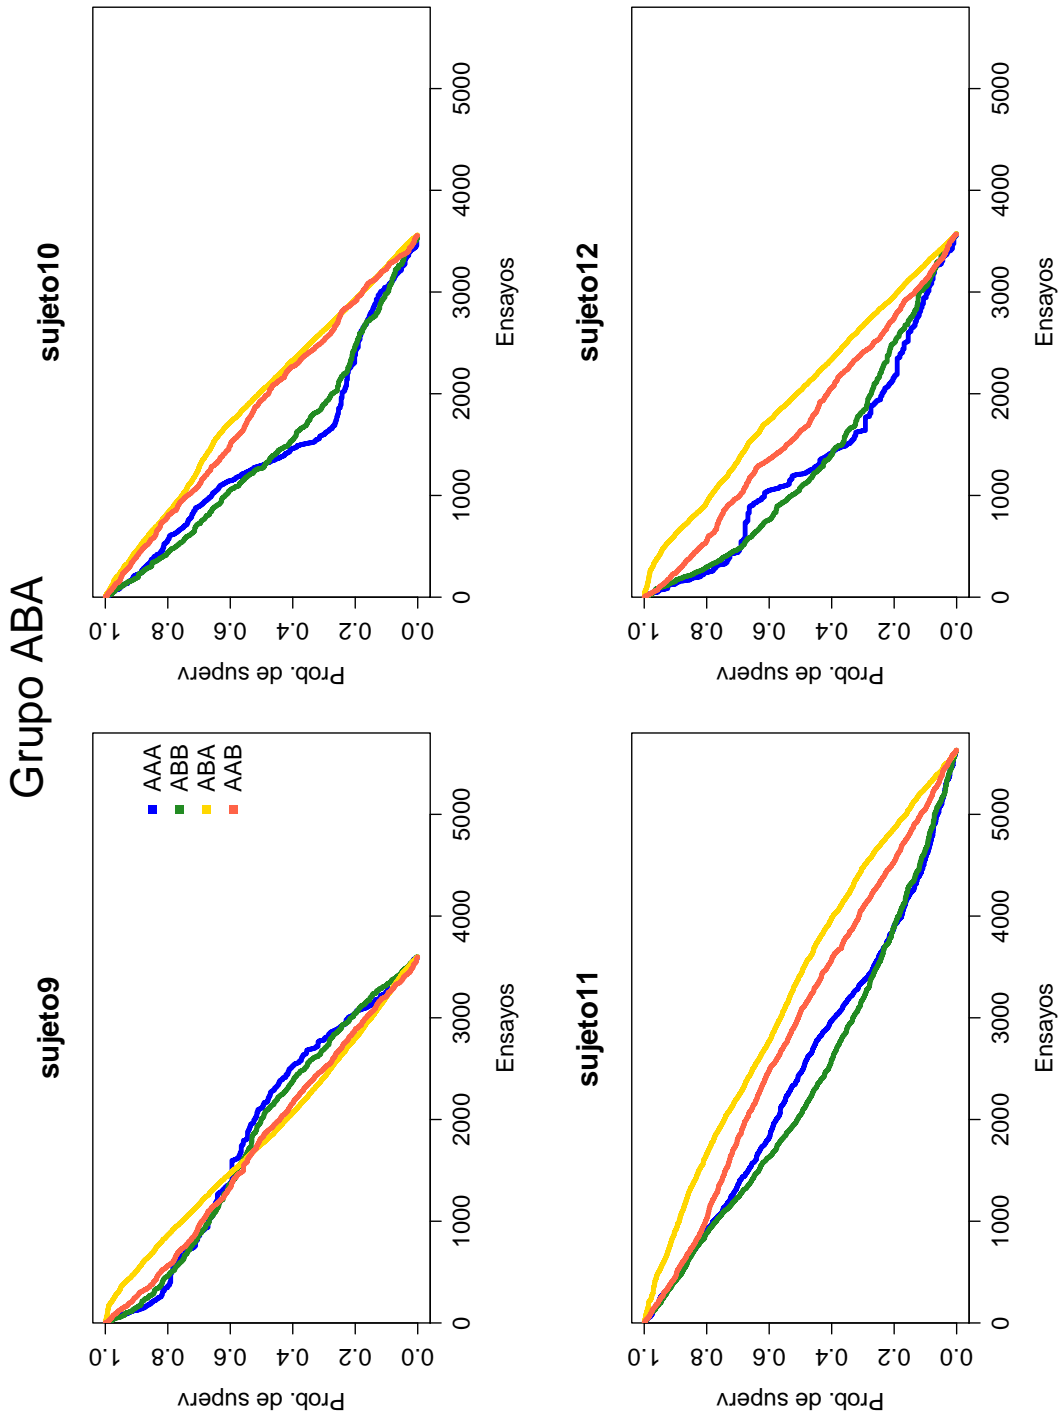 Grupo ABA
sujeto9
Prob. de superv
0.0 0.2 0.4 0.6 0.8 1.0
0 1000 2000 3000 4000 5000
Ensayos
AAA
ABB
ABA
AAB
sujeto10
Prob. de superv
0.0 0.2 0.4 0.6 0.8 1.0
0 1000 2000 3000 4000 5000
Ensayos
sujeto11
Prob. de superv
0.0 0.2 0.4 0.6 0.8 1.0
0 1000 2000 3000 4000 5000
Ensayos
sujeto12
Prob. de superv
0.0 0.2 0.4 0.6 0.8 1.0
0 1000 2000 3000 4000 5000
Ensayos